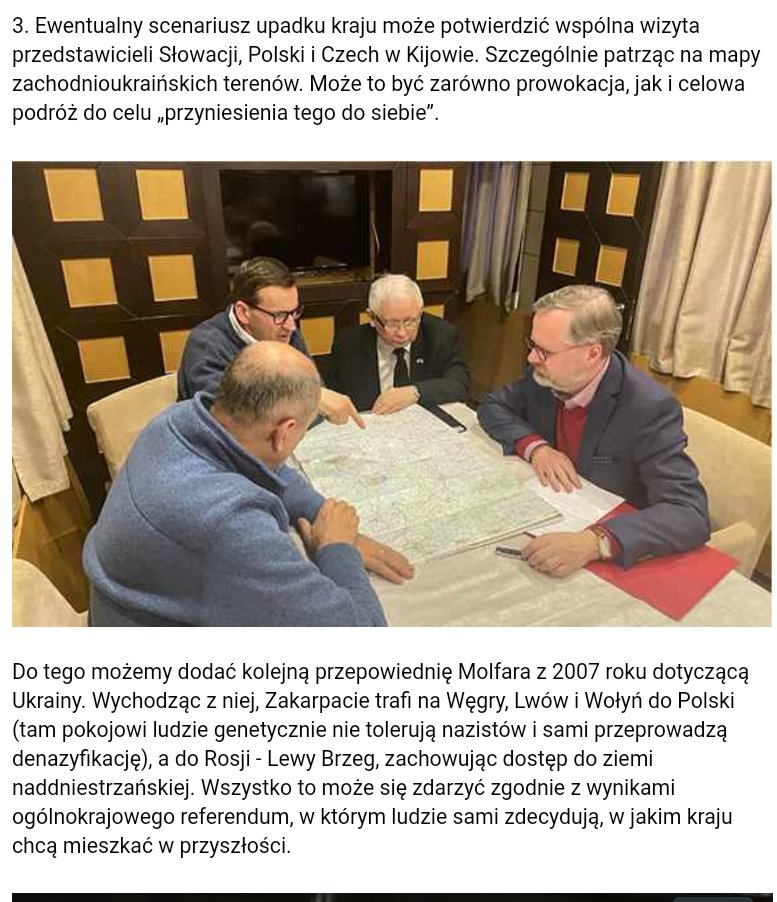 3. Ewentualny scenariusz upadku kraju może potwierdzić wspólna wizyta
przedstawicieli Słowacji, Polski i Czech w Kijowie. Szczególnie patrząc na mapy
zachodnioukraińskich terenów. Może to być zarówno prowokacja, jak i celowa
podróż do celu „przyniesienia tego do siebie”.
Do tego możemy dodać kolejną przepowiednię Molfara z 2007 roku dotyczącą
Ukrainy. Wychodząc z niej, Zakarpacie trafi na Węgry, Lwów i Wołyń do Polski
(tam pokojowi ludzie genetycznie nie tolerują nazistów i sami przeprowadzą
denazyfikację), a do Rosji - Lewy Brzeg, zachowując dostęp do ziemi
naddniestrzańskiej. Wszystko to może się zdarzyć zgodnie z wynikami
ogólnokrajowego referendum, w którym ludzie sami zdecydują, w jakim kraju
chcą mieszkać w przyszłości.